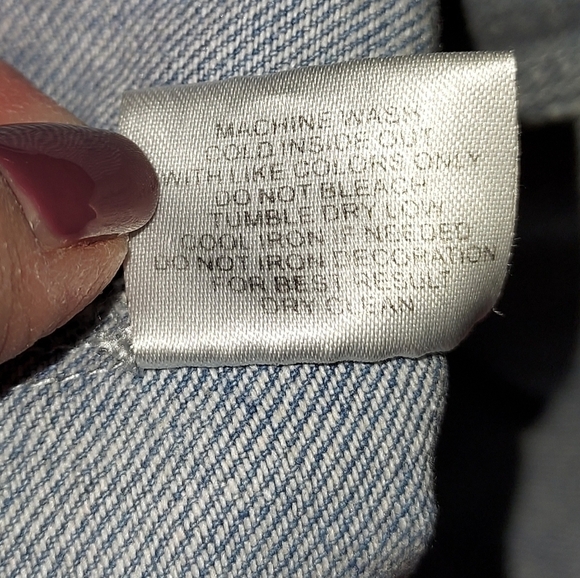 MACHINE WASH
COLD INSIDE OUT
WITH LIKE COLORS ONLY
DO NOT BLEACH
TUMBLE DRY LOW
COOL IRON IF NEEDED
DO NOT IRON DECORATION
FOR BEST RESULT
DRY CLEAN